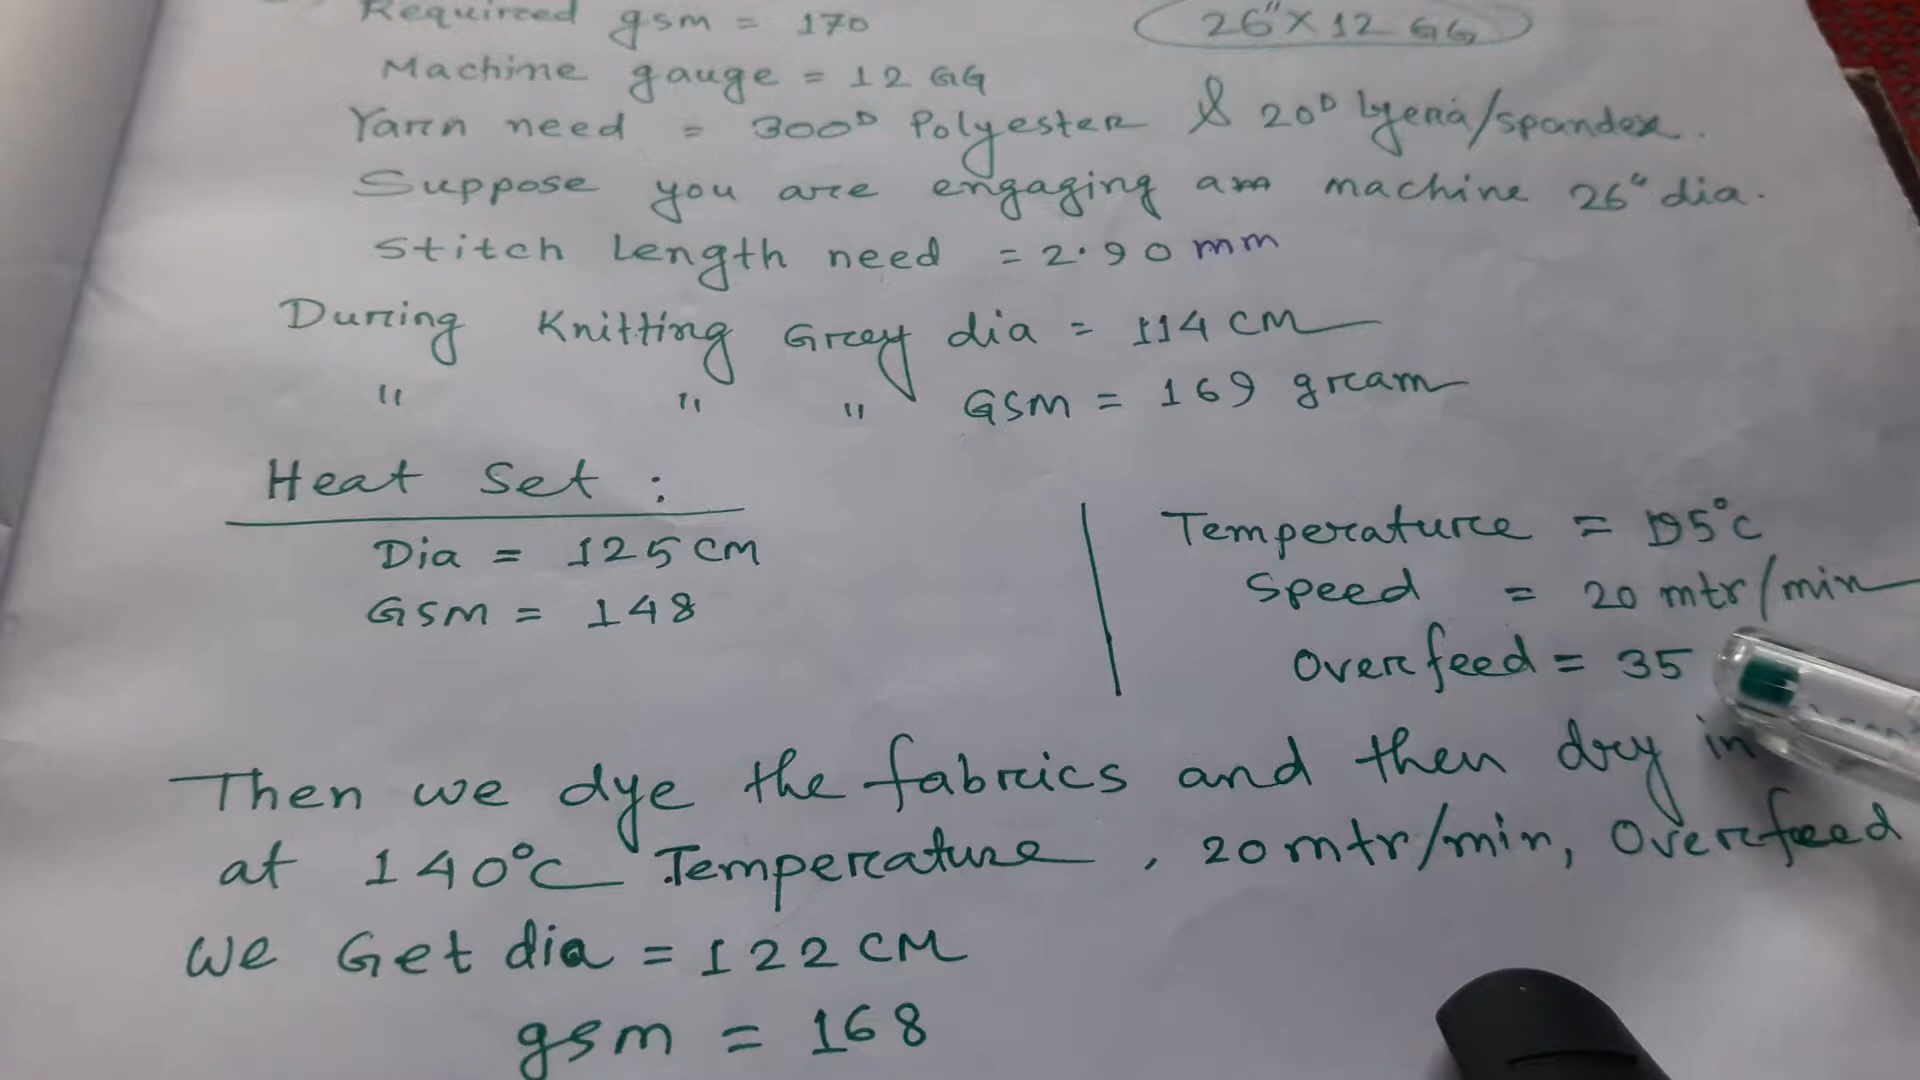 Required gsm = 170
26" X 12 GG
Machine gauge = 12 GG
Yarn need = 300D Polyester & 20D lycra/spandex.
Suppose you are engaging am machine 26" dia.
Stitch Length need = 2.90 mm
During Knitting Grey dia = 114 CM
" " " GSM = 169 gram
Heat Set :
Dia = 125 CM
GSM = 148
Temperature = 195°C
Speed = 20 mtr/min
Overfeed = 35
Then we dye the fabrics and then dry in
at 140°C Temperature, 20 mtr/min, Overfeed
We Get dia = 122 CM
gsm = 168